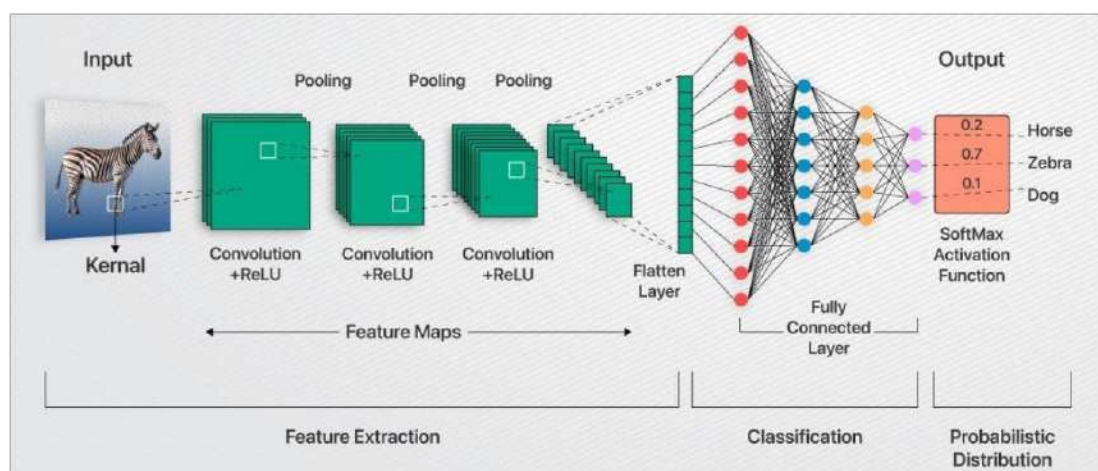 Input
Output
Pooling
Pooling
Pooling
0.2
Horse
0.7
Zebra
0.1
Dog
Kernal
Convolution
+ReLU
Convolution
+ReLU
Convolution
+ReLU
Flatten
Layer
SoftMax
Activation
Function
Feature Maps
Fully
Connected
Layer
Feature Extraction
Classification
Probabilistic
Distribution